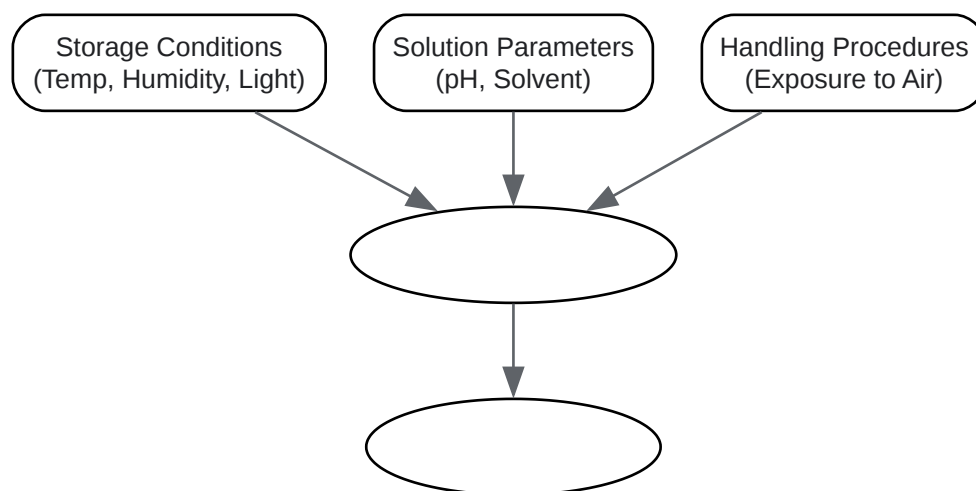 Storage Conditions
(Temp, Humidity, Light)
Solution Parameters
(pH, Solvent)
Handling Procedures
(Exposure to Air)